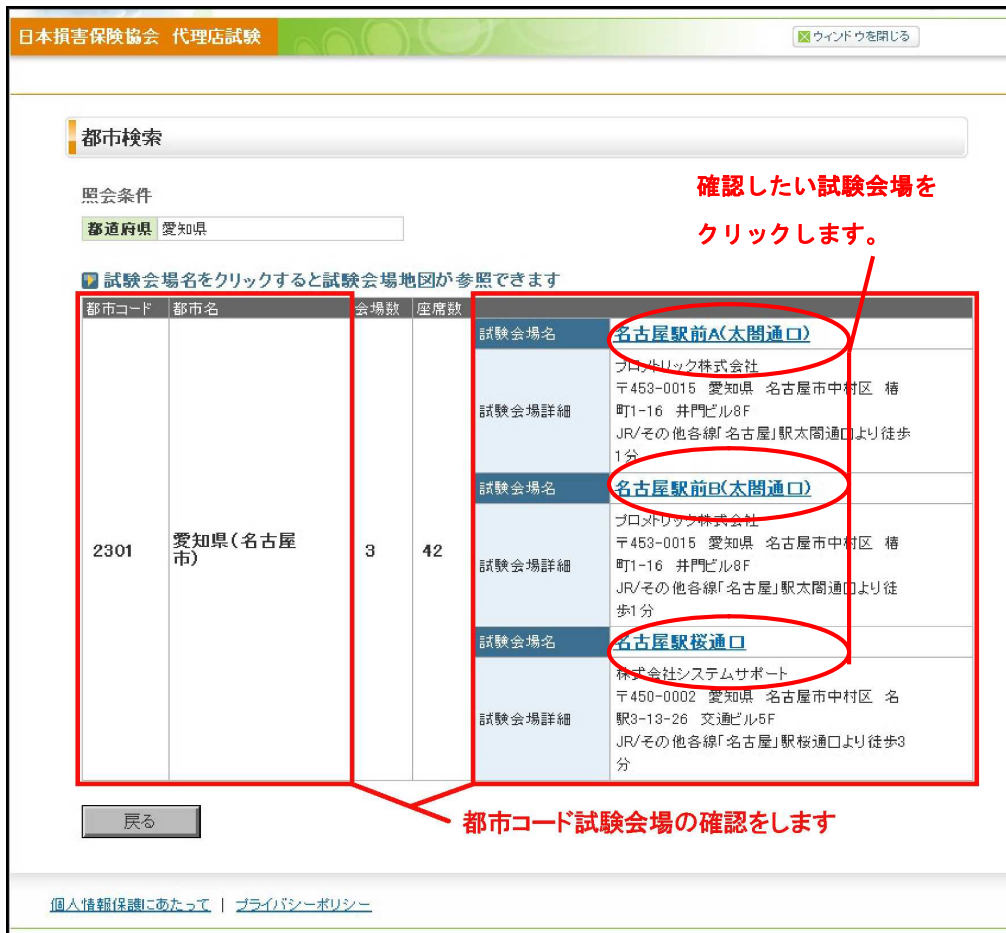 日本損害保険協会 代理店試験
ウィンドウを閉じる
都市検索
照会条件
都道府県 愛知県
確認したい試験会場を
クリックします。
試験会場名をクリックすると試験会場地図が参照できます
都市コード 都市名 会場数 座席数
2301 愛知県(名古屋
市) 3 42
試験会場名 名古屋駅前A(太閤通口)
試験会場詳細
プロメトリック株式会社
〒453-0015 愛知県 名古屋市中村区 椿
町1-16 井門ビル8F
JR/その他各線「名古屋」駅太閤通口より徒歩
1分
試験会場名 名古屋駅前B(太閤通口)
試験会場詳細
プロメトリック株式会社
〒453-0015 愛知県 名古屋市中村区 椿
町1-16 井門ビル8F
JR/その他各線「名古屋」駅太閤通口より徒
歩1分
試験会場名 名古屋駅桜通口
試験会場詳細
株式会社システムサポート
〒450-0002 愛知県 名古屋市中村区 名
駅3-13-26 交通ビル5F
JR/その他各線「名古屋」駅桜通口より徒歩3
分
戻る
都市コード試験会場の確認をします
個人情報保護にあたって | プライバシーポリシー